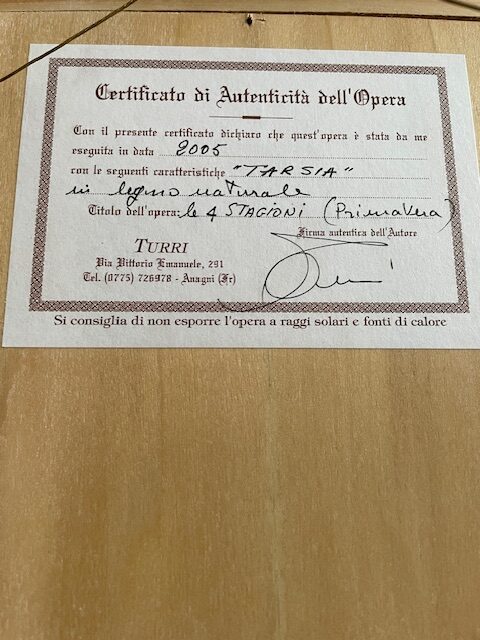 Certificato di Autenticità dell'Opera
Con il presente certificato dichiaro che quest'opera è stata da me
eseguita in data 2005
con le seguenti caratteristiche "TARSIA"
in legno naturale
Titolo dell'opera: le 4 STAGIONI (PrimaVera)
Firma autentica dell'Autore
TURRI
Via Vittorio Emanuele, 291
Tel. (0775) 726978 - Anagni (Fr)
Si consiglia di non esporre l'opera a raggi solari e fonti di calore